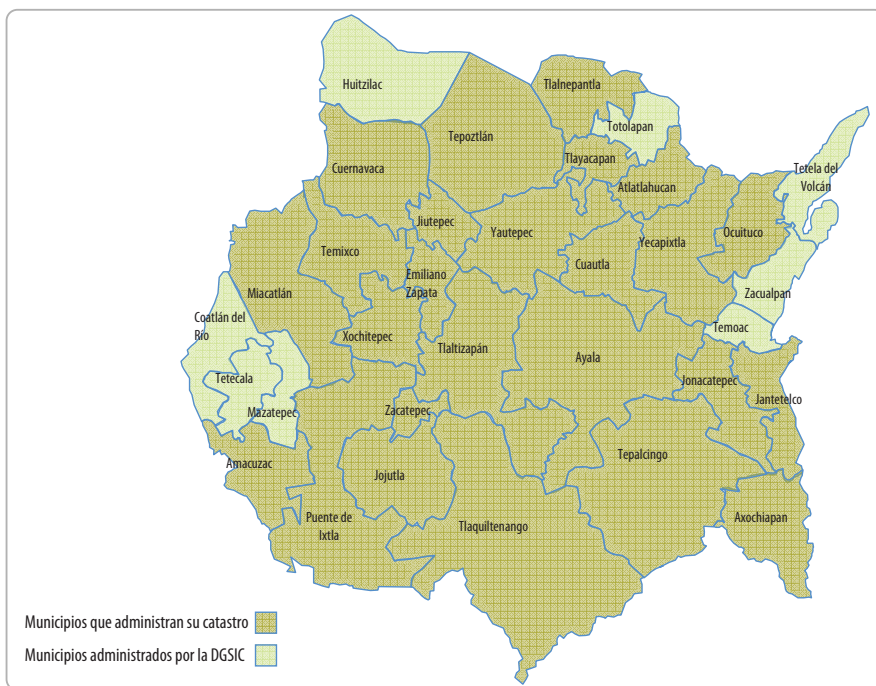 Huitzilac
Tlalnepantla
Totolapan
Tepoztlán
Tlayacapan
Cuernavaca
Tetela del
Volcán
Atlatlahucan
Jiutepec
Yautepec
Ocuituco
Temixco
Yecapixtla
Cuautla
Emiliano
Zapata
Miacatlán
Zacualpan
Coatlán del
Río
Temoac
Xochitepec
Tlaltizapán
Ayala
Tetecala
Jonacatepec
Jantetelco
Mazatepec
Zacatepec
Amacuzac
Tepalcingo
Jojutla
Puente de
Ixtla
Tlaquiltenango
Axochiapan
Municipios que administran su catastro
Municipios administrados por la DGSIC